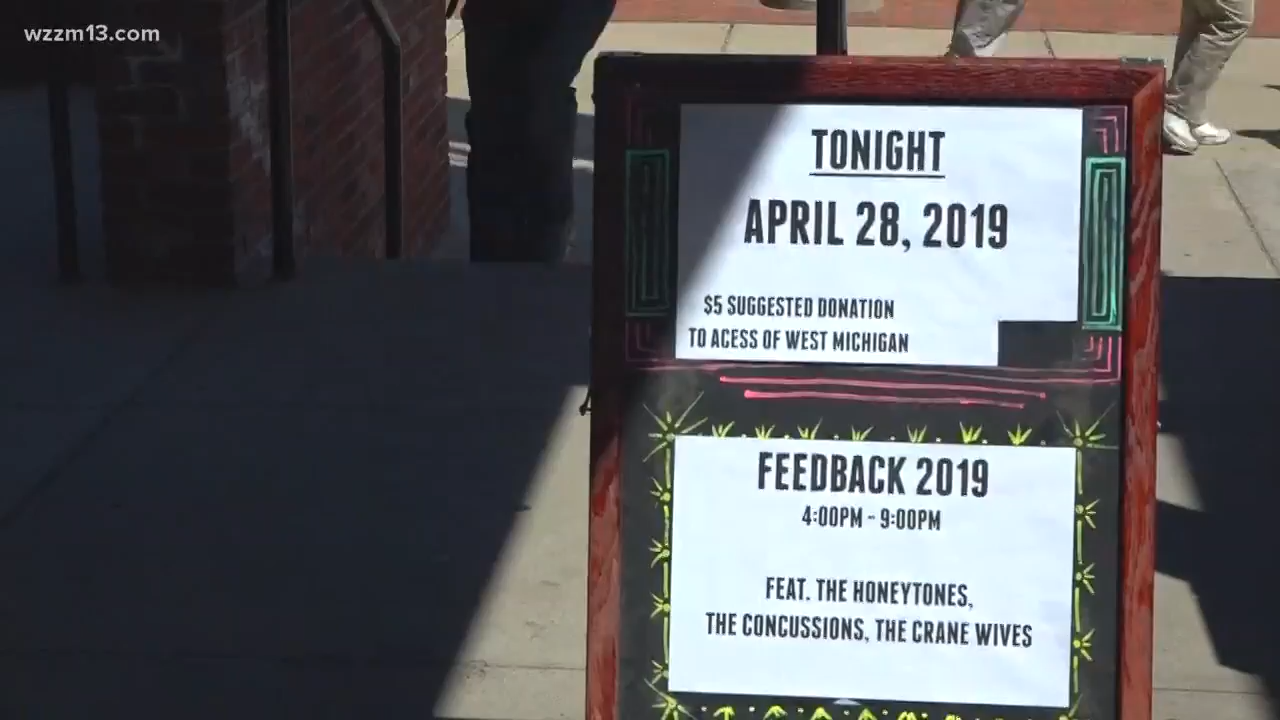 wzzm13.com
TONIGHT
APRIL 28, 2019
$5 SUGGESTED DONATION
TO ACESS OF WEST MICHIGAN
FEEDBACK 2019
4:00PM - 9:00PM
FEAT. THE HONEYTONES,
THE CONCUSSIONS, THE CRANE WIVES